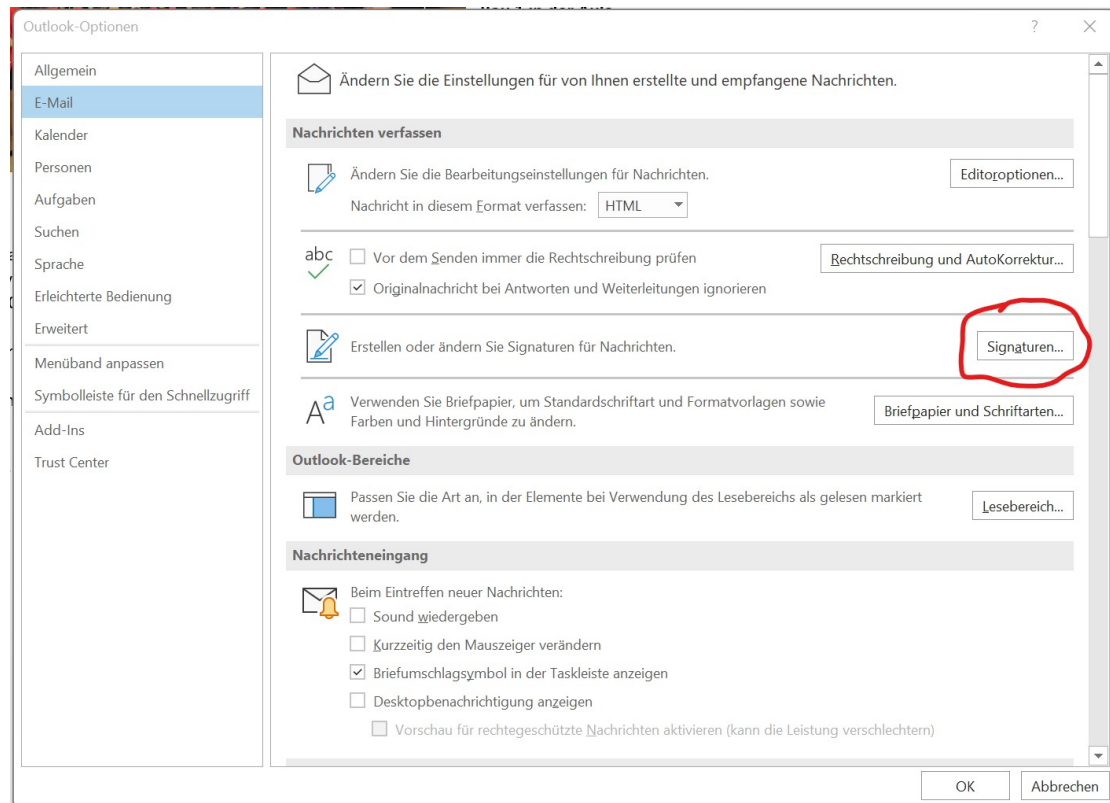 Outlook-Optionen
?
Allgemein
E-Mail
Kalender
Personen
Aufgaben
Suchen
Sprache
Erleichterte Bedienung
Erweitert
Menüband anpassen
Symbolleiste für den Schnellzugriff
Add-Ins
Trust Center
Ändern Sie die Einstellungen für von Ihnen erstellte und empfangene Nachrichten.
Nachrichten verfassen
Ändern Sie die Bearbeitungseinstellungen für Nachrichten.
Editoroptionen...
Nachricht in diesem Format verfassen: HTML
abc
Vor dem Senden immer die Rechtschreibung prüfen
Rechtschreibung und AutoKorrektur...
Originalnachricht bei Antworten und Weiterleitungen ignorieren
Erstellen oder ändern Sie Signaturen für Nachrichten.
Signaturen...
Aa
Verwenden Sie Briefpapier, um Standardschriftart und Formatvorlagen sowie
Farben und Hintergründe zu ändern.
Briefpapier und Schriftarten...
Outlook-Bereiche
Passen Sie die Art an, in der Elemente bei Verwendung des Lesebereichs als gelesen markiert
werden.
Lesebereich...
Nachrichteneingang
Beim Eintreffen neuer Nachrichten:
Sound wiedergeben
Kurzzeitig den Mauszeiger verändern
Briefumschlagsymbol in der Taskleiste anzeigen
Desktopbenachrichtigung anzeigen
Vorschau für rechtegeschützte Nachrichten aktivieren (kann die Leistung verschlechtern)
OK
Abbrechen